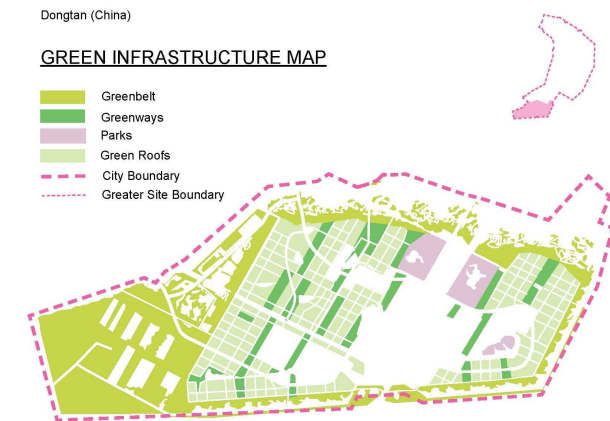 Dongtan (China)
GREEN INFRASTRUCTURE MAP
Greenbelt
Greenways
Parks
Green Roofs
City Boundary
Greater Site Boundary